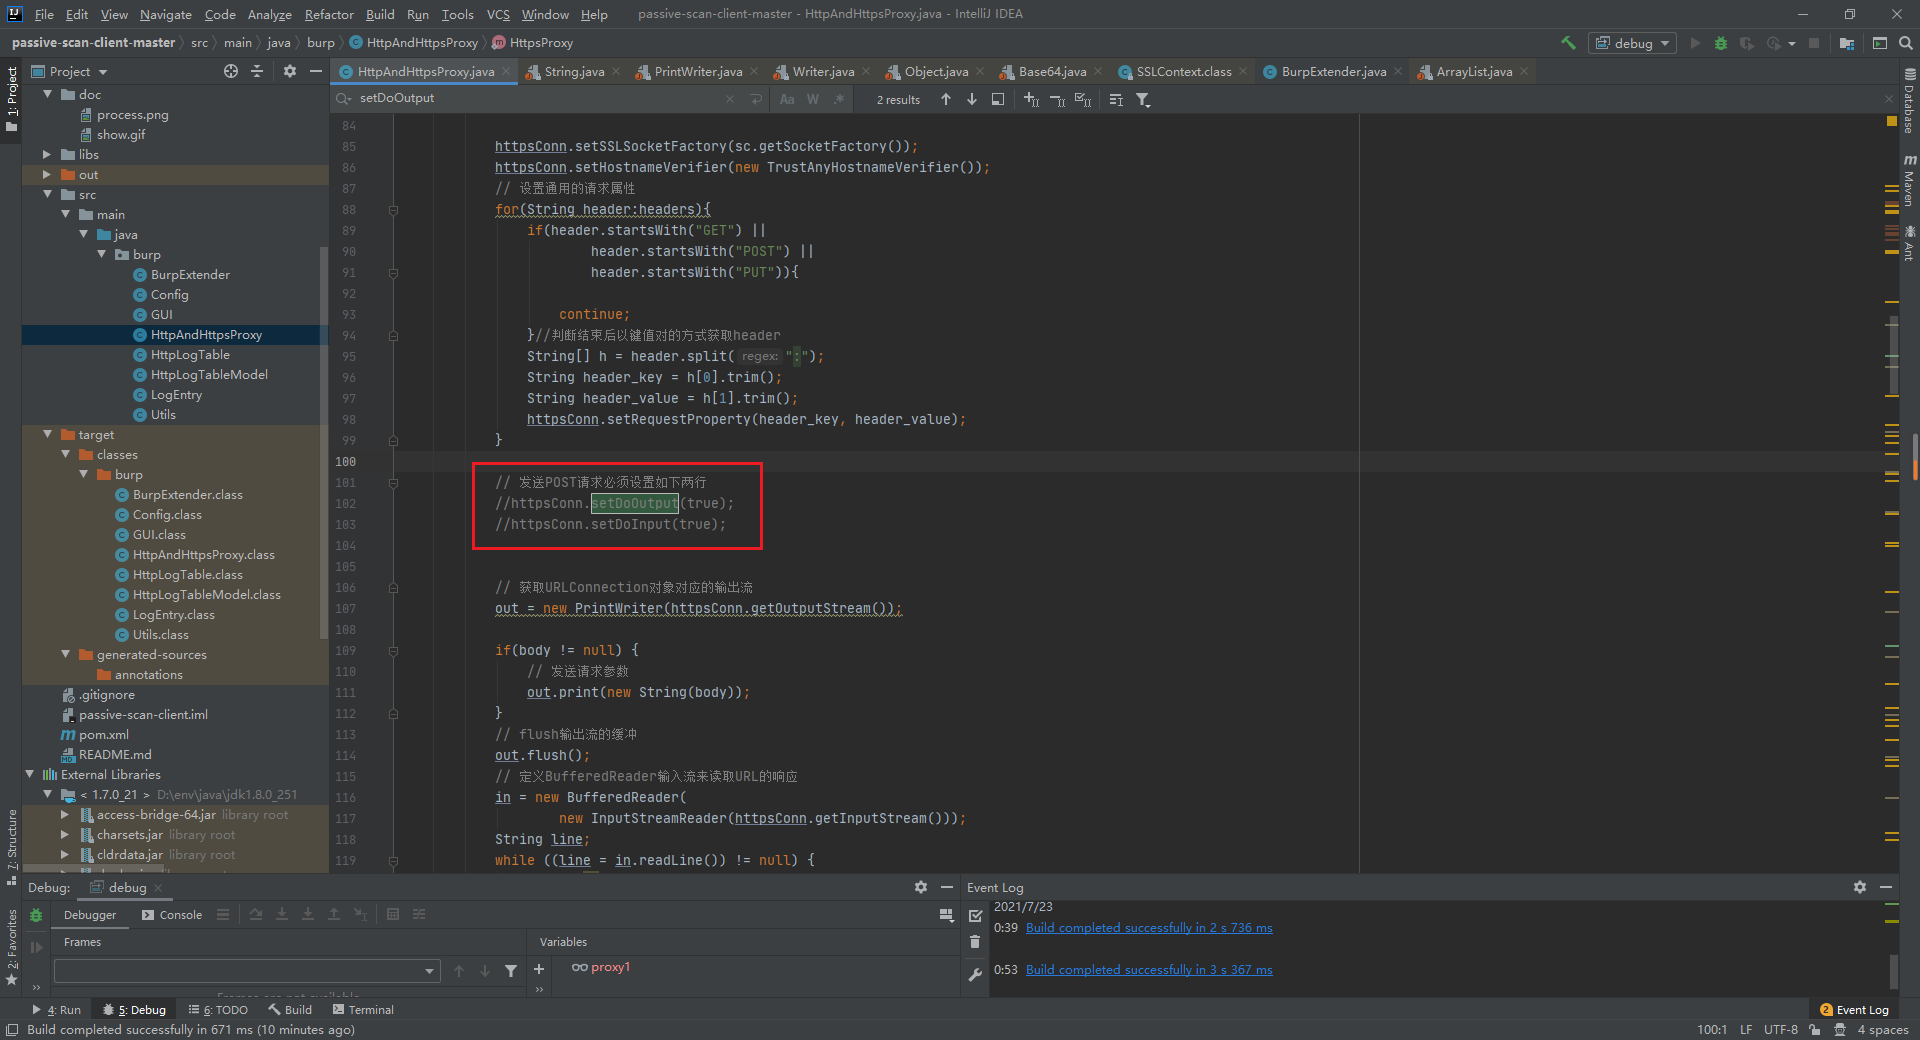 File Edit View Navigate Code Analyze Refactor Build Run Tools VCS Window Help passive-scan-client-master - HttpAndHttpsProxy.java - IntelliJ IDEA
passive-scan-client-master src main java burp HttpAndHttpsProxy HttpsProxy debug
1: Project
Project
HttpAndHttpsProxy.java String.java PrintWriter.java Writer.java Object.java Base64.java SSLContext.class BurpExtender.java ArrayList.java
setDoOutput Aa W .* 2 results
doc
process.png
show.gif
libs
out
src
main
java
burp
BurpExtender
Config
GUI
HttpAndHttpsProxy
HttpLogTable
HttpLogTableModel
LogEntry
Utils
target
classes
burp
BurpExtender.class
Config.class
GUI.class
HttpAndHttpsProxy.class
HttpLogTable.class
HttpLogTableModel.class
LogEntry.class
Utils.class
generated-sources
annotations
.gitignore
passive-scan-client.iml
pom.xml
README.md
External Libraries
< 1.7.0_21 > D:\env\java\jdk1.8.0_251
access-bridge-64.jar library root
charsets.jar library root
cldrdata.jar library root
84
85 httpsConn.setSSLSocketFactory(sc.getSocketFactory());
86 httpsConn.setHostnameVerifier(new TrustAnyHostnameVerifier());
87 // 设置通用的请求属性
88 for(String header:headers){
89 if(header.startsWith("GET") ||
90 header.startsWith("POST") ||
91 header.startsWith("PUT")){
92
93 continue;
94 }//判断结束后以键值对的方式获取header
95 String[] h = header.split( regex: ":");
96 String header_key = h[0].trim();
97 String header_value = h[1].trim();
98 httpsConn.setRequestProperty(header_key, header_value);
99 }
100
101 // 发送POST请求必须设置如下两行
102 //httpsConn.setDoOutput(true);
103 //httpsConn.setDoInput(true);
104
105
106 // 获取URLConnection对象对应的输出流
107 out = new PrintWriter(httpsConn.getOutputStream());
108
109 if(body != null) {
110 // 发送请求参数
111 out.print(new String(body));
112 }
113 // flush输出流的缓冲
114 out.flush();
115 // 定义BufferedReader输入流来读取URL的响应
116 in = new BufferedReader(
117 new InputStreamReader(httpsConn.getInputStream()));
118 String line;
119 while ((line = in.readLine()) != null) {
Database
Maven
Ant
7: Structure
2: Favorites
Debug: debug
Debugger Console
Frames
Variables
proxy1
Frames are not available
Event Log
2021/7/23
0:39 Build completed successfully in 2 s 736 ms
0:53 Build completed successfully in 3 s 367 ms
4: Run 5: Debug 6: TODO Build Terminal 2 Event Log
Build completed successfully in 671 ms (10 minutes ago) 100:1 LF UTF-8 4 spaces